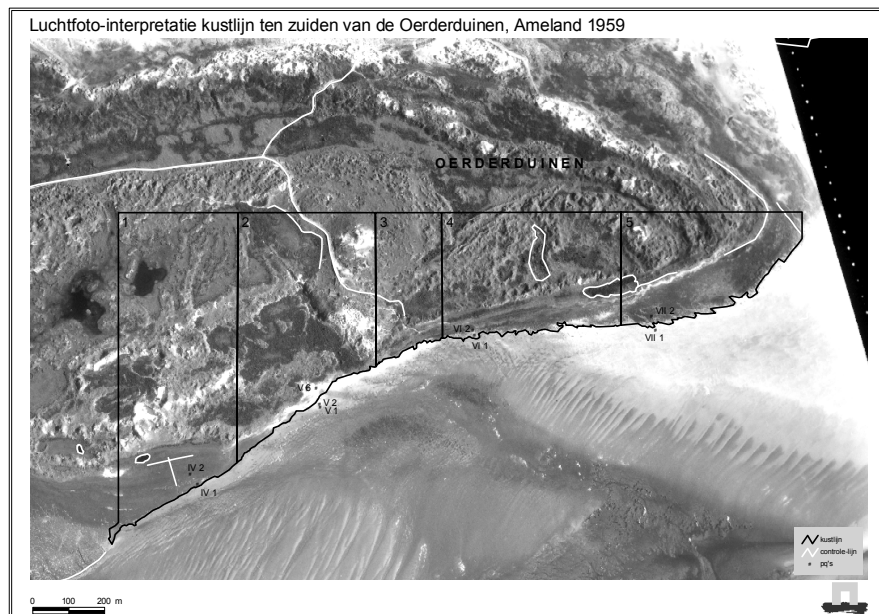 Luchtfoto-interpretatie kustlijn ten zuiden van de Oerderduinen, Ameland 1959
OERDERDUINEN
1 2 3 4 5
VII 2
VI 2
VII 1
VI 1
V 6
V 2
V 1
IV 2
IV 1
kustlijn
controle-lijn
pq's
0 100 200 m